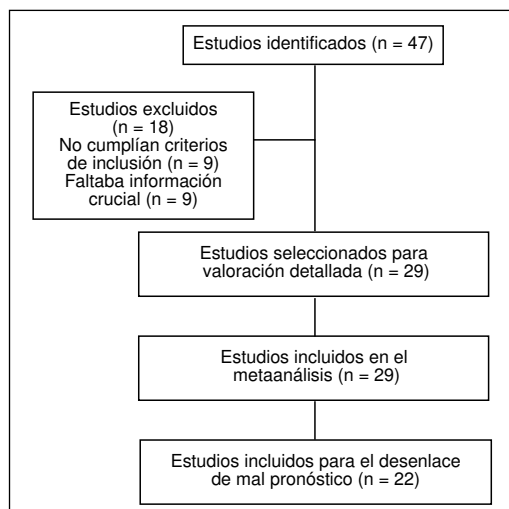 Estudios identificados (n = 47)
Estudios excluidos
(n = 18)
No cumplían criterios
de inclusión (n = 9)
Faltaba información
crucial (n = 9)
Estudios seleccionados para
valoración detallada (n = 29)
Estudios incluidos en el
metaanálisis (n = 29)
Estudios incluidos para el desenlace
de mal pronóstico (n = 22)